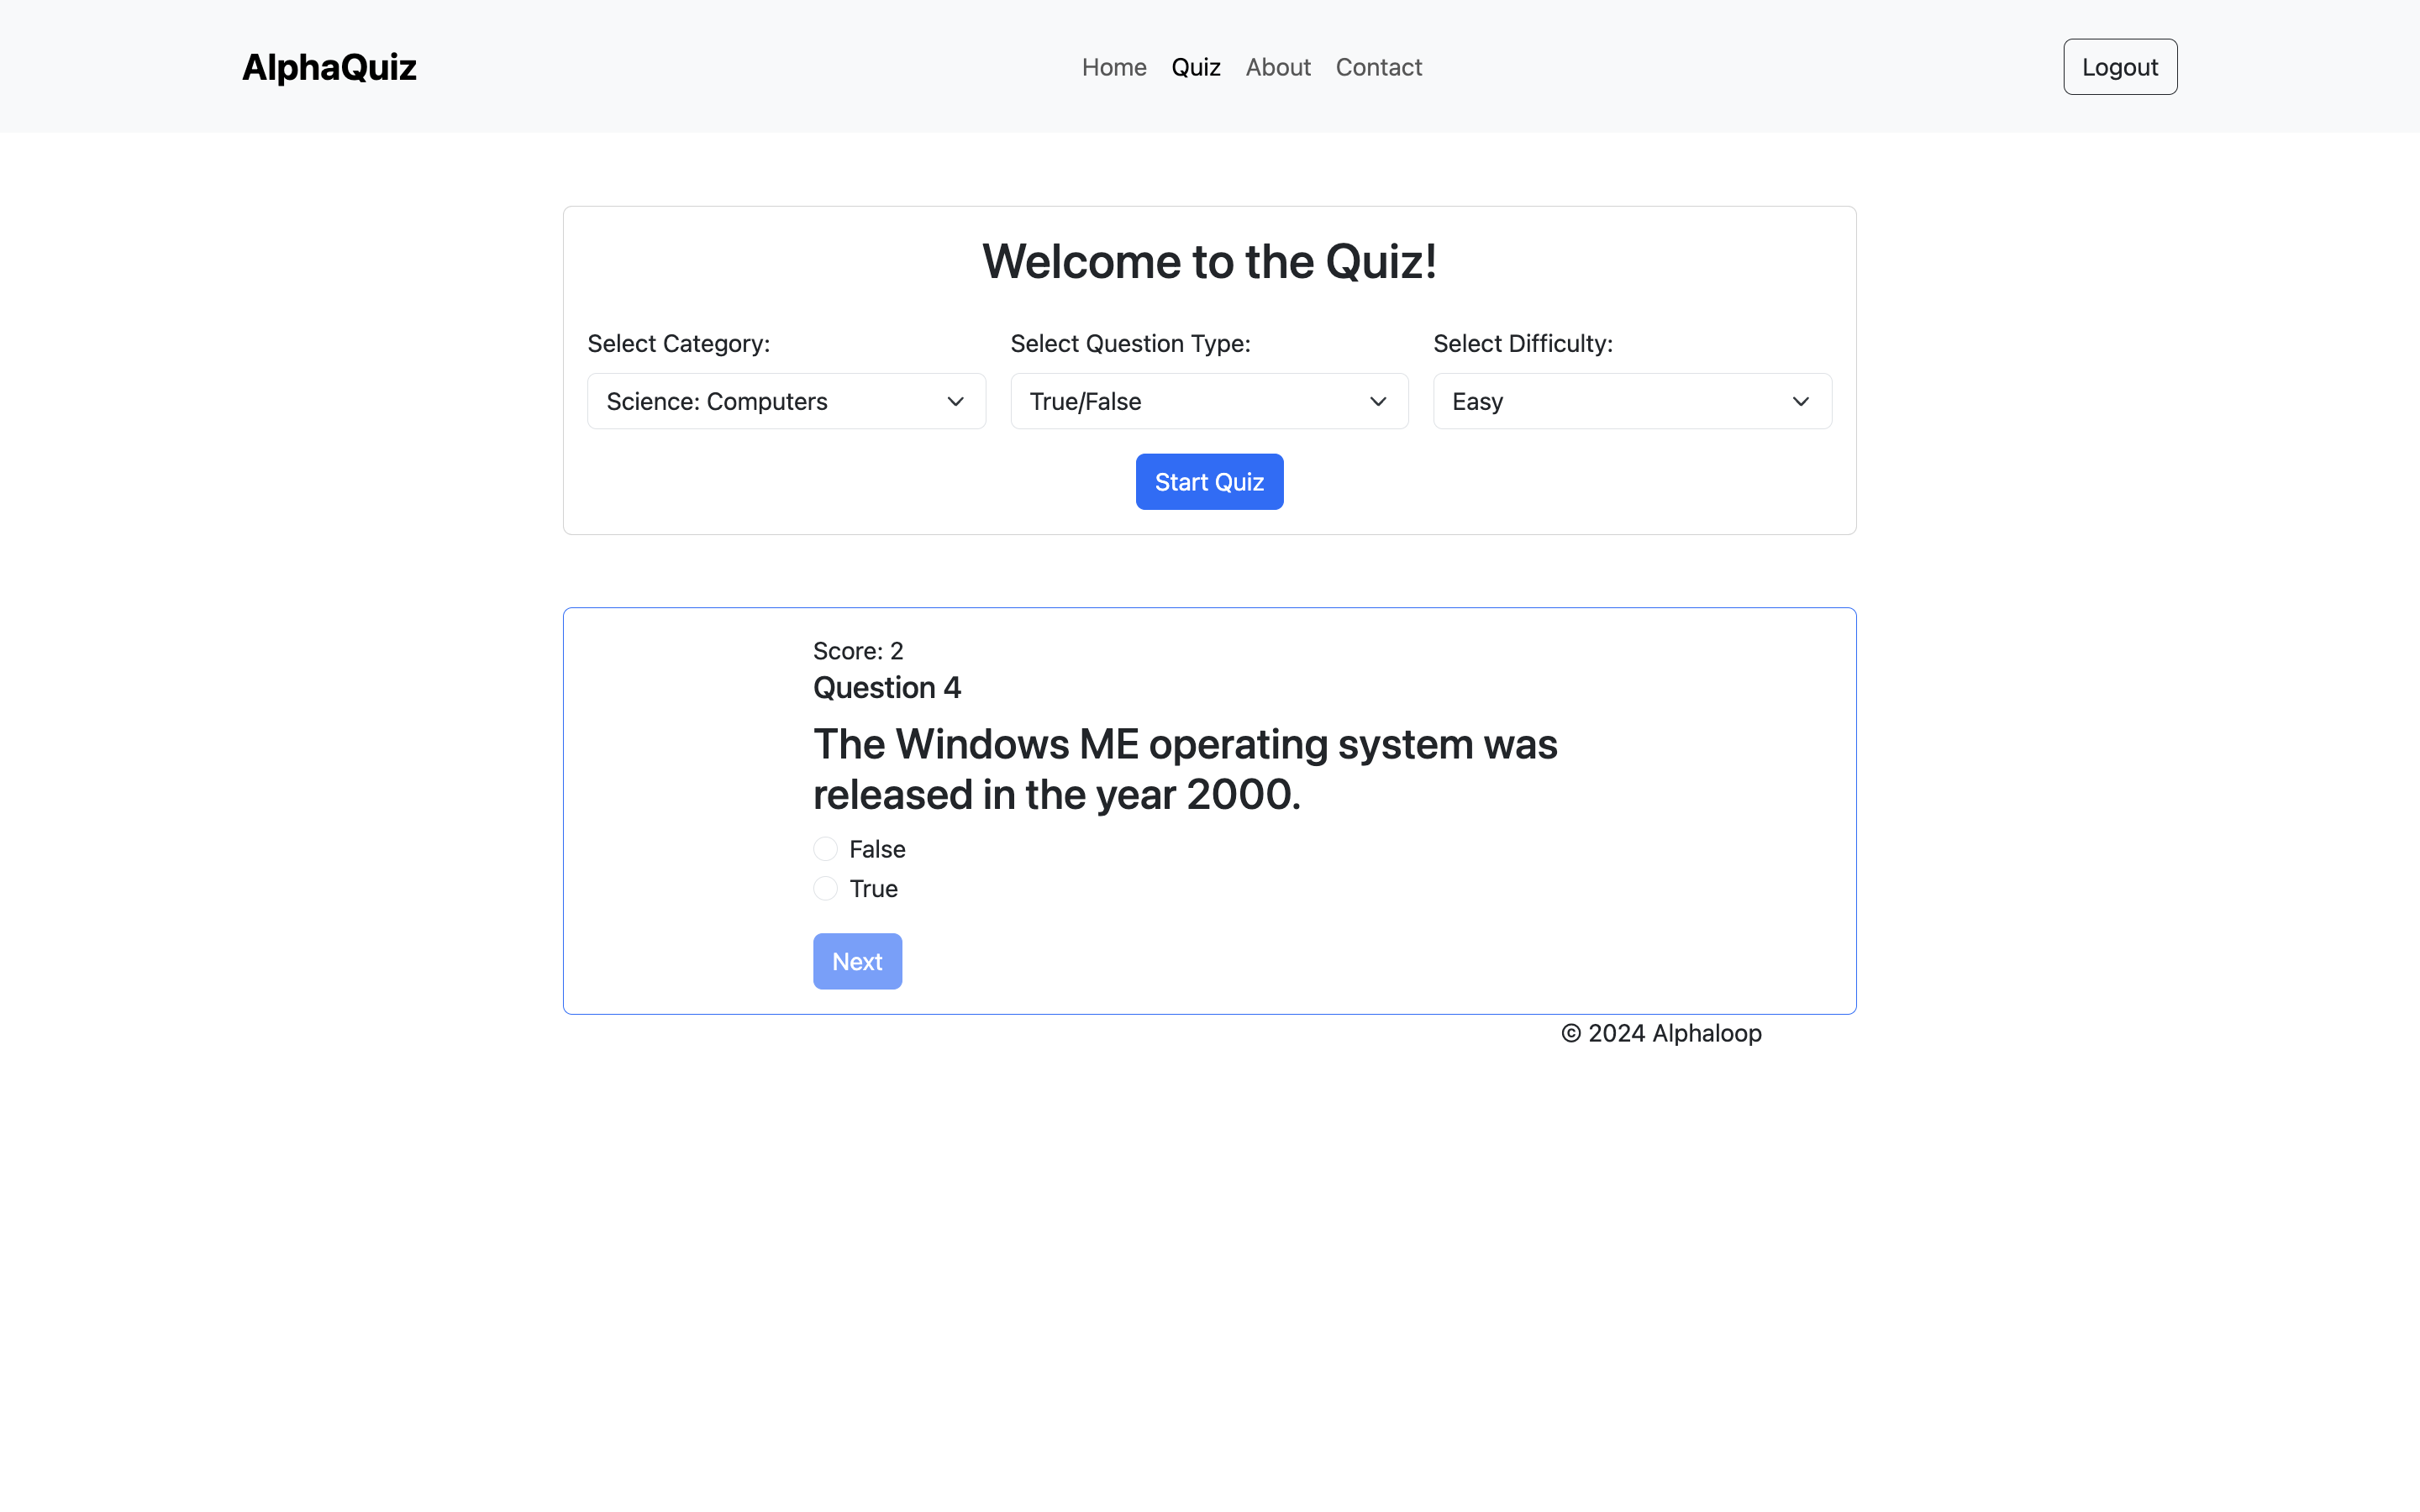 AlphaQuiz
Home Quiz About Contact
Logout
Welcome to the Quiz!
Select Category:
Science: Computers
Select Question Type:
True/False
Select Difficulty:
Easy
Start Quiz
Score: 2
Question 4
The Windows ME operating system was
released in the year 2000.
False
True
Next
© 2024 Alphaloop